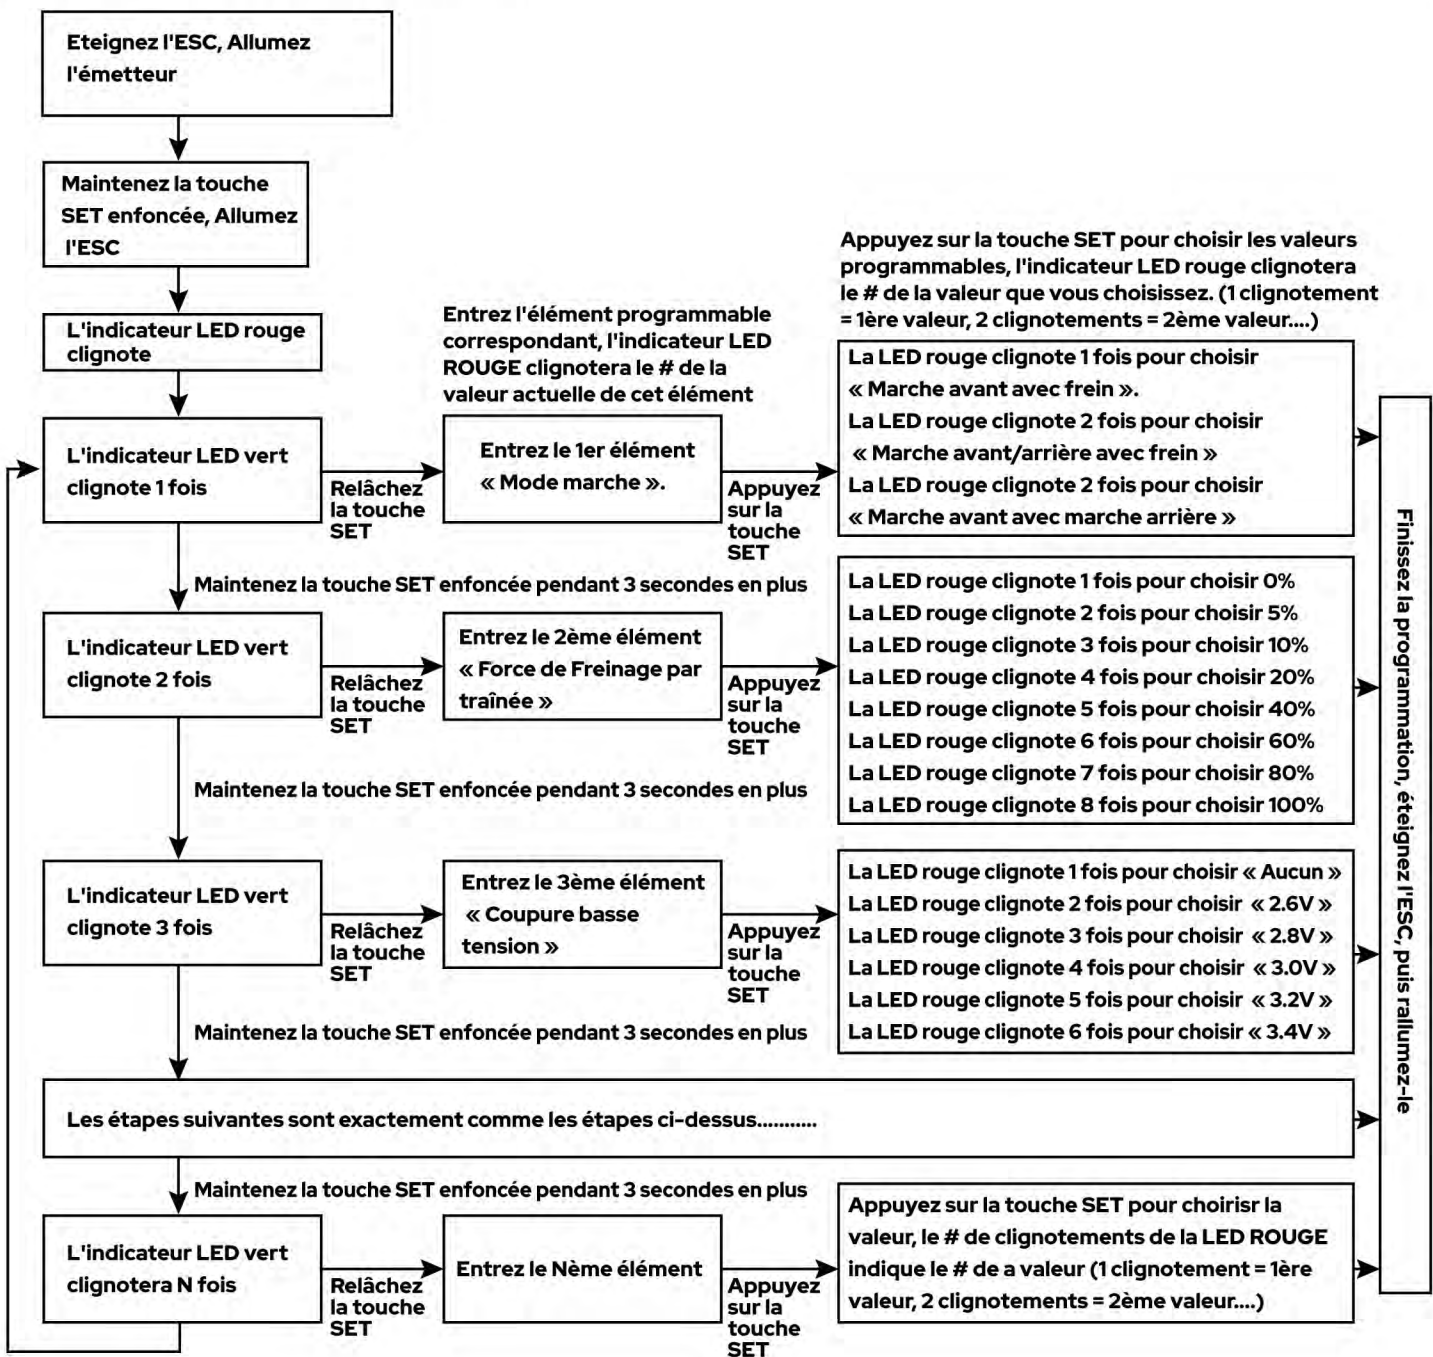 Eteignez l'ESC, Allumez
l'émetteur
Maintenez la touche
SET enfoncée, Allumez
l'ESC
L'indicateur LED rouge
clignote
Entrez l'élément programmable
correspondant, l'indicateur LED
ROUGE clignotera le # de la
valeur actuelle de cet élément
Appuyez sur la touche SET pour choisir les valeurs
programmables, l'indicateur LED rouge clignotera
le # de la valeur que vous choisissez. (1 clignotement
= 1ère valeur, 2 clignotements = 2ème valeur....)
L'indicateur LED vert
clignote 1 fois
Relâchez
la touche
SET
Entrez le 1er élément
« Mode marche ».
Appuyez
sur la
touche
SET
La LED rouge clignote 1 fois pour choisir
« Marche avant avec frein ».
La LED rouge clignote 2 fois pour choisir
« Marche avant/arrière avec frein »
La LED rouge clignote 2 fois pour choisir
« Marche avant avec marche arrière »
Maintenez la touche SET enfoncée pendant 3 secondes en plus
L'indicateur LED vert
clignote 2 fois
Relâchez
la touche
SET
Entrez le 2ème élément
« Force de Freinage par
traînée »
Appuyez
sur la
touche
SET
La LED rouge clignote 1 fois pour choisir 0%
La LED rouge clignote 2 fois pour choisir 5%
La LED rouge clignote 3 fois pour choisir 10%
La LED rouge clignote 4 fois pour choisir 20%
La LED rouge clignote 5 fois pour choisir 40%
La LED rouge clignote 6 fois pour choisir 60%
La LED rouge clignote 7 fois pour choisir 80%
La LED rouge clignote 8 fois pour choisir 100%
Maintenez la touche SET enfoncée pendant 3 secondes en plus
L'indicateur LED vert
clignote 3 fois
Relâchez
la touche
SET
Entrez le 3ème élément
« Coupure basse
tension »
Appuyez
sur la
touche
SET
La LED rouge clignote 1 fois pour choisir « Aucun »
La LED rouge clignote 2 fois pour choisir « 2.6V »
La LED rouge clignote 3 fois pour choisir « 2.8V »
La LED rouge clignote 4 fois pour choisir « 3.0V »
La LED rouge clignote 5 fois pour choisir « 3.2V »
La LED rouge clignote 6 fois pour choisir « 3.4V »
Maintenez la touche SET enfoncée pendant 3 secondes en plus
Les étapes suivantes sont exactement comme les étapes ci-dessus...........
Maintenez la touche SET enfoncée pendant 3 secondes en plus
L'indicateur LED vert
clignotera N fois
Relâchez
la touche
SET
Entrez le Nème élément
Appuyez
sur la
touche
SET
Appuyez sur la touche SET pour choirisr la
valeur, le # de clignotements de la LED ROUGE
indique le # de a valeur (1 clignotement = 1ère
valeur, 2 clignotements = 2ème valeur....)
Finissez la programmation, éteignez l'ESC, puis rallumez-le